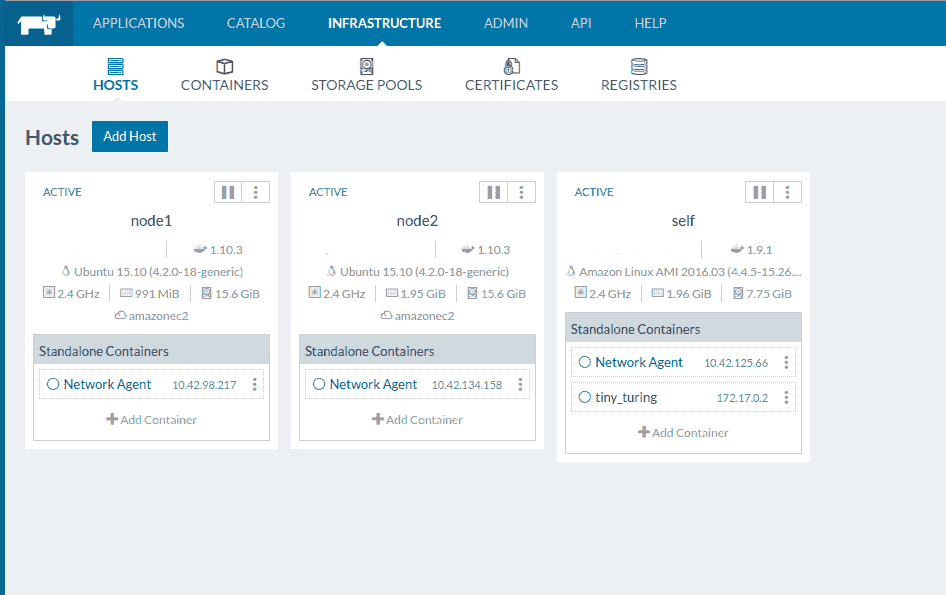 APPLICATIONS CATALOG INFRASTRUCTURE ADMIN API HELP
HOSTS CONTAINERS STORAGE POOLS CERTIFICATES REGISTRIES
Hosts Add Host
ACTIVE
node1
1.10.3
Ubuntu 15.10 (4.2.0-18-generic)
2.4 GHz 991 MiB 15.6 GiB
amazonec2
Standalone Containers
Network Agent 10.42.98.217
Add Container
ACTIVE
node2
1.10.3
Ubuntu 15.10 (4.2.0-18-generic)
2.4 GHz 1.95 GiB 15.6 GiB
amazonec2
Standalone Containers
Network Agent 10.42.134.158
Add Container
ACTIVE
self
1.9.1
Amazon Linux AMI 2016.03 (4.4.5-15.26....
2.4 GHz 1.96 GiB 7.75 GiB
Standalone Containers
Network Agent 10.42.125.66
tiny_turing 172.17.0.2
Add Container